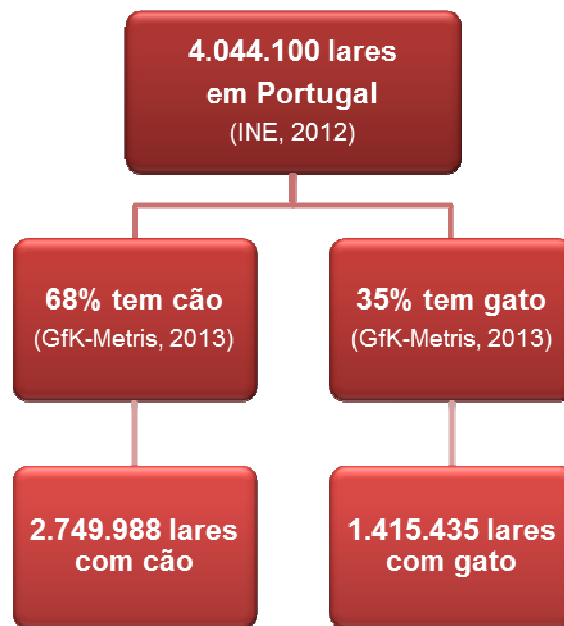 4.044.100 lares
em Portugal
(INE, 2012)
68% tem cão
(GfK-Metris, 2013)
35% tem gato
(GfK-Metris, 2013)
2.749.988 lares
com cão
1.415.435 lares
com gato